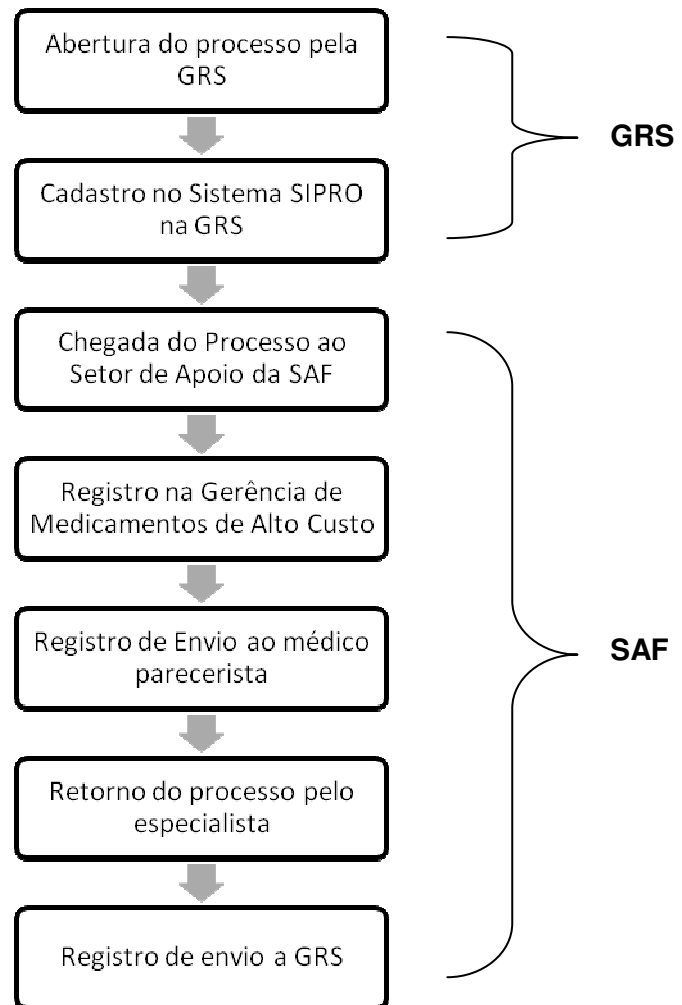 Abertura do processo pela
GRS
GRS
Cadastro no Sistema SIPRO
na GRS
Chegada do Processo ao
Setor de Apoio da SAF
Registro na Gerência de
Medicamentos de Alto Custo
Registro de Envio ao médico
parecerista
SAF
Retorno do processo pelo
especialista
Registro de envio a GRS